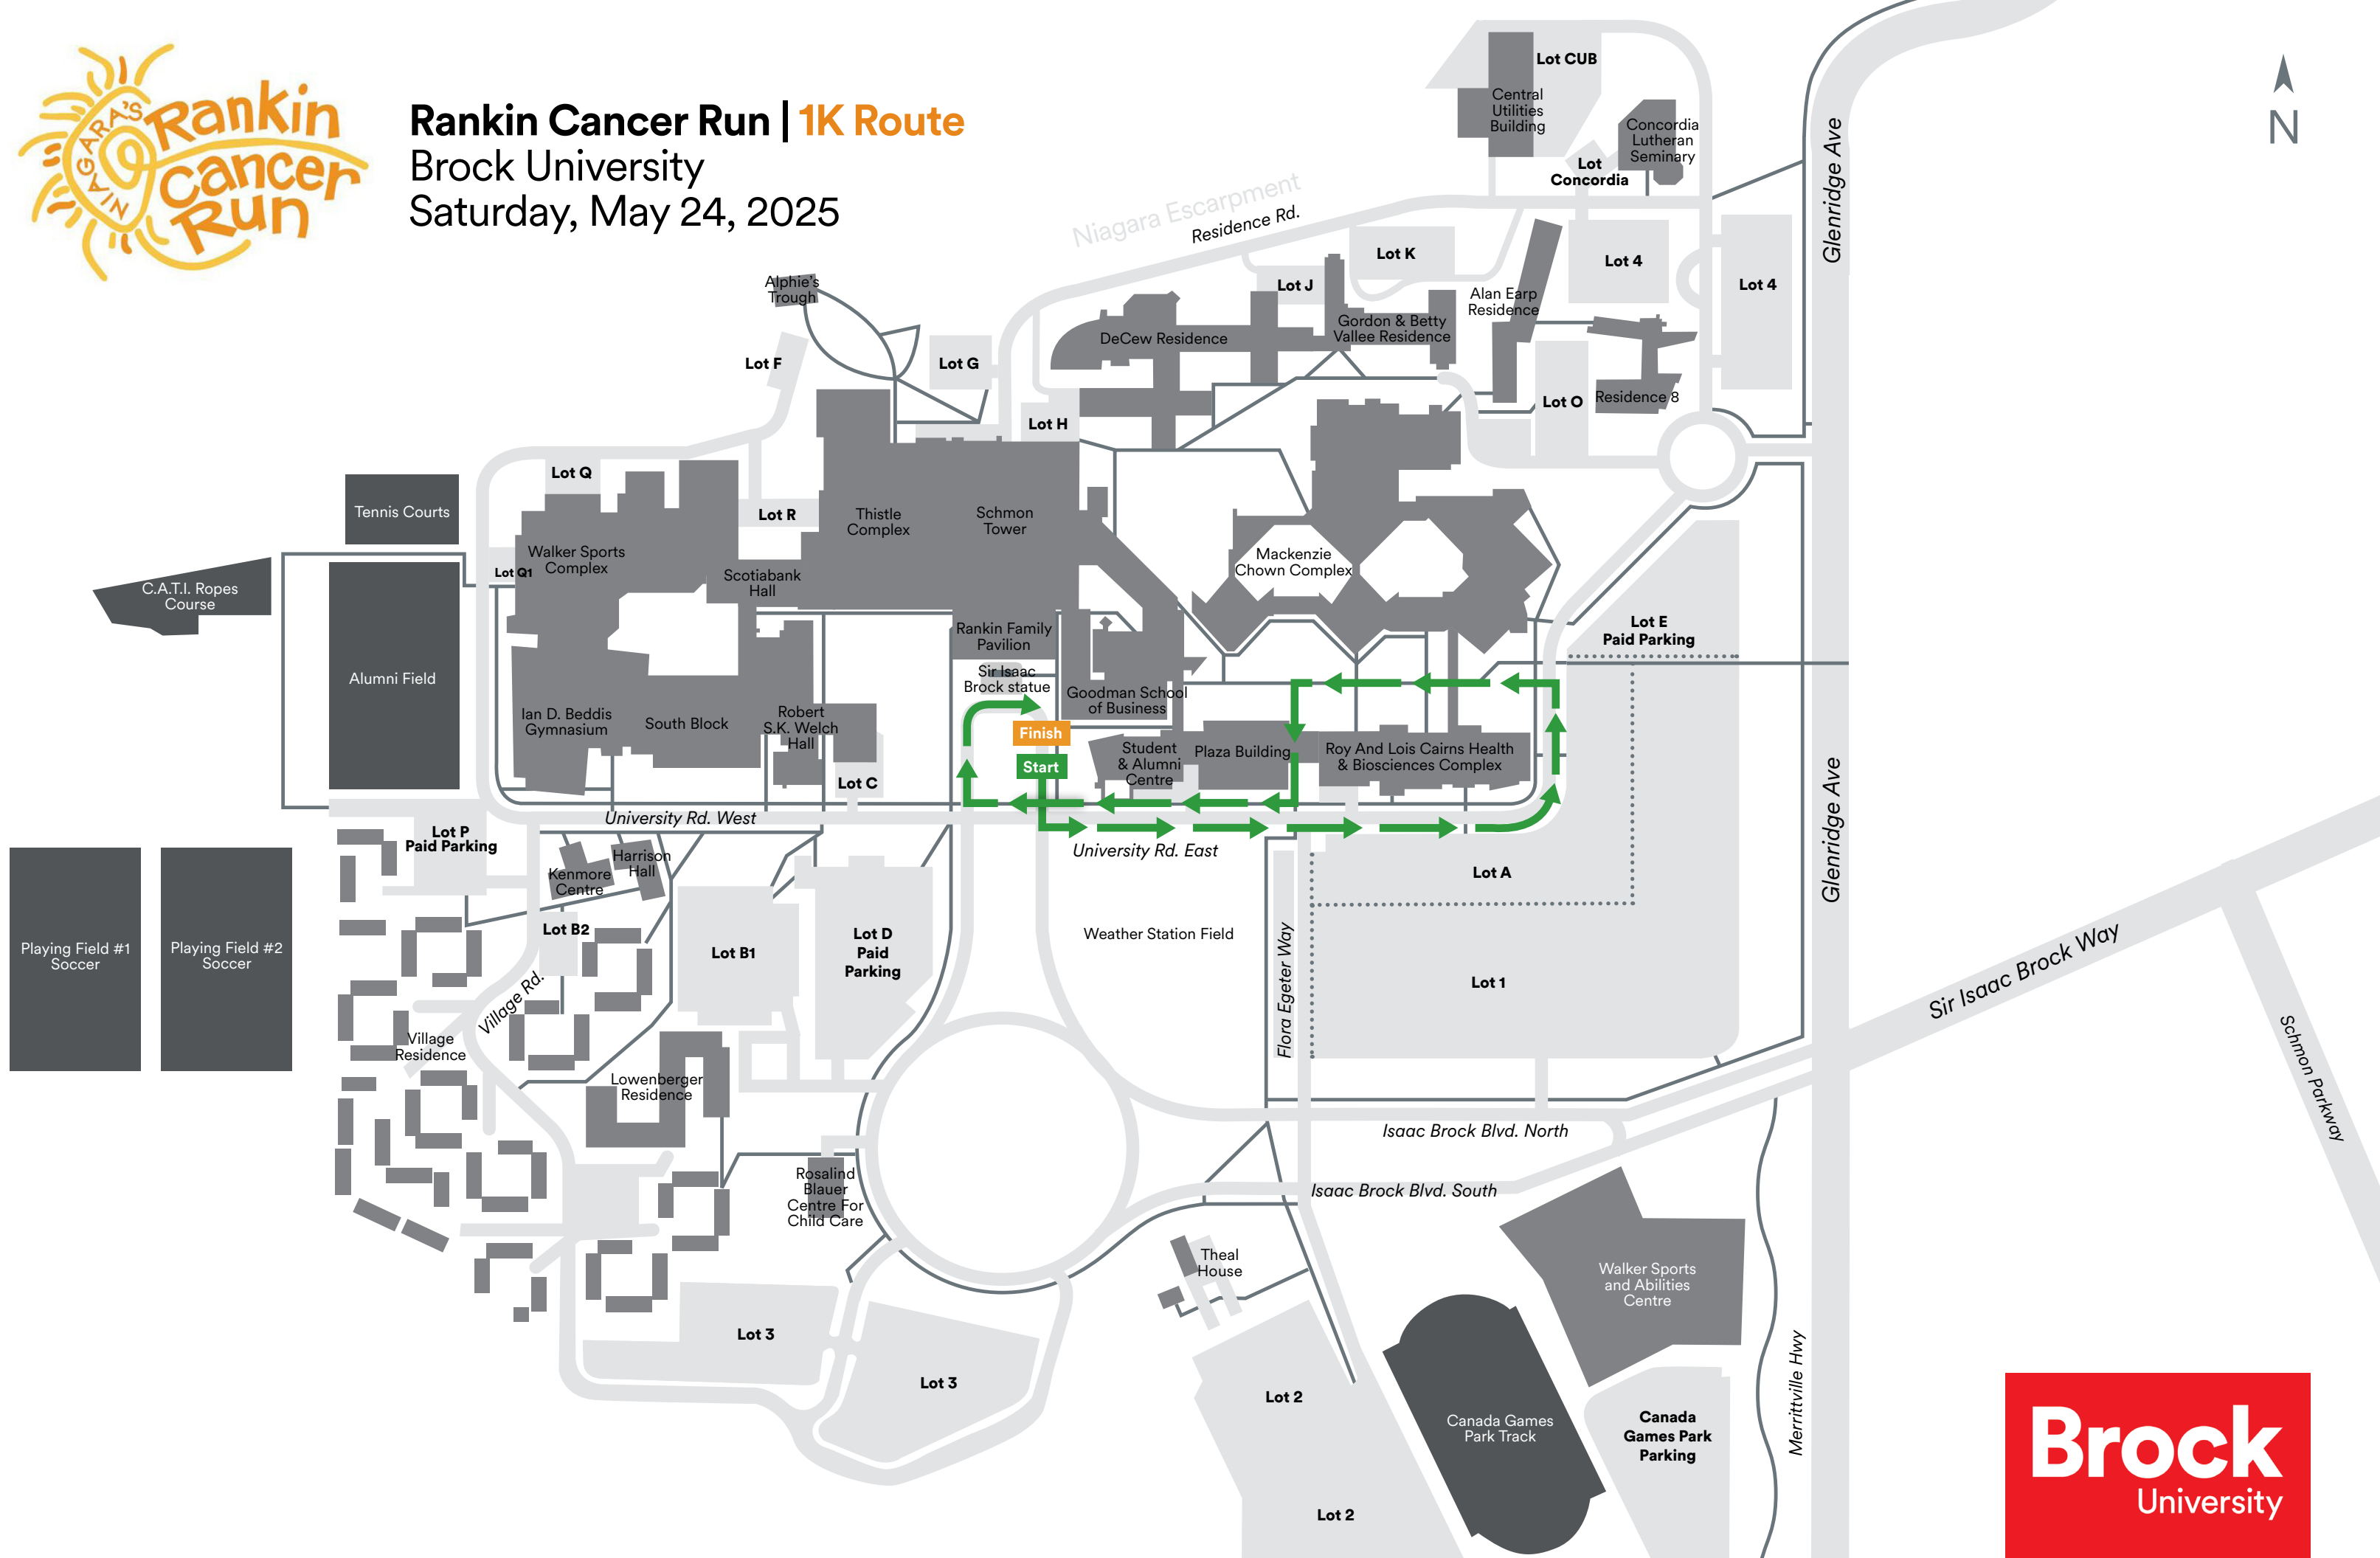 NIAGARA'S
Rankin
Cancer
Run
Rankin Cancer Run | 1K Route
Brock University
Saturday, May 24, 2025
N
Lot CUB
Central
Utilities
Building
Concordia
Lutheran
Seminary
Lot
Concordia
Glenridge Ave
Niagara Escarpment
Residence Rd.
Lot K
Lot 4
Lot 4
Lot J
Alan Earp
Residence
Alphie's
Trough
DeCew Residence
Gordon & Betty
Vallee Residence
Lot F
Lot G
Lot H
Lot O
Residence 8
Lot Q
Tennis Courts
Lot R
Thistle
Complex
Schmon
Tower
Walker Sports
Complex
Lot Q1
Scotiabank
Hall
Mackenzie
Chown Complex
C.A.T.I. Ropes
Course
Rankin Family
Pavilion
Lot E
Paid Parking
Alumni Field
Sir Isaac
Brock statue
Goodman School
of Business
Ian D. Beddis
Gymnasium
South Block
Robert
S.K. Welch
Hall
Finish
Start
Student
& Alumni
Centre
Plaza Building
Roy And Lois Cairns Health
& Biosciences Complex
Lot C
University Rd. West
University Rd. East
Glenridge Ave
Lot P
Paid Parking
Kenmore
Centre
Harrison
Hall
Lot A
Playing Field #1
Soccer
Playing Field #2
Soccer
Lot B2
Lot B1
Lot D
Paid
Parking
Weather Station Field
Flora Egeter Way
Lot 1
Sir Isaac Brock Way
Schmon Parkway
Village Rd.
Village
Residence
Lowenberger
Residence
Isaac Brock Blvd. North
Isaac Brock Blvd. South
Rosalind
Blauer
Centre For
Child Care
Theal
House
Walker Sports
and Abilities
Centre
Lot 3
Lot 3
Lot 2
Lot 2
Canada Games
Park Track
Canada
Games Park
Parking
Merrittville Hwy
Brock
University